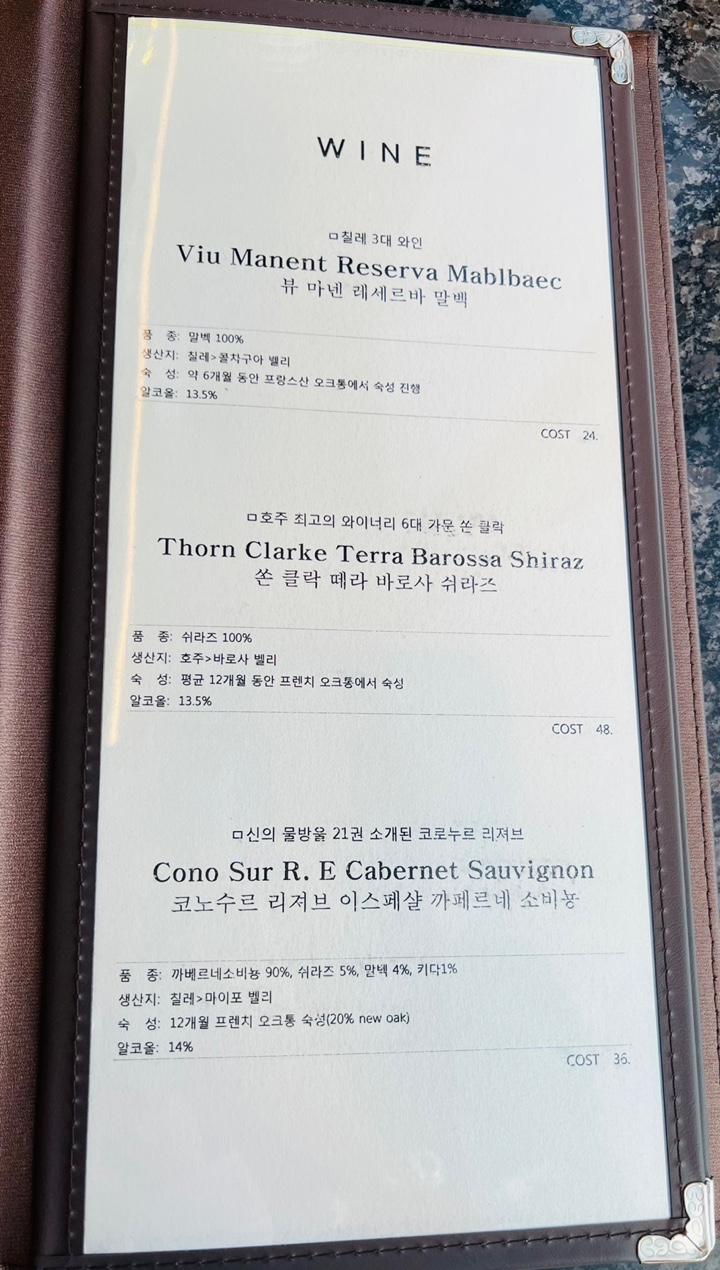 WINE
ㅁ칠레 3대 와인
Viu Manent Reserva Mablbaec
뷰 마넨 레세르바 말백
품 종: 말벡 100%
생산지: 칠레>콜차구아 벨리
숙 성: 약 6개월 동안 프랑스산 오크통에서 숙성 진행
알코올: 13.5%
COST 24.
ㅁ호주 최고의 와이너리 6대 가문 쏜 클락
Thorn Clarke Terra Barossa Shiraz
쏜 클락 떼라 바로사 쉬라즈
품 종: 쉬라즈 100%
생산지: 호주>바로사 벨리
숙 성: 평균 12개월 동안 프렌치 오크통에서 숙성
알코올: 13.5%
COST 48.
ㅁ신의 물방울 21권 소개된 코로누르 리져브
Cono Sur R. E Cabernet Sauvignon
코노수르 리져브 이스페샬 까페르네 소비뇽
품 종: 까베르네소비뇽 90%, 쉬라즈 5%, 말벡 4%, 키다1%
생산지: 칠레>마이포 벨리
숙 성: 12개월 프렌치 오크통 숙성(20% new oak)
알코올: 14%
COST 36.